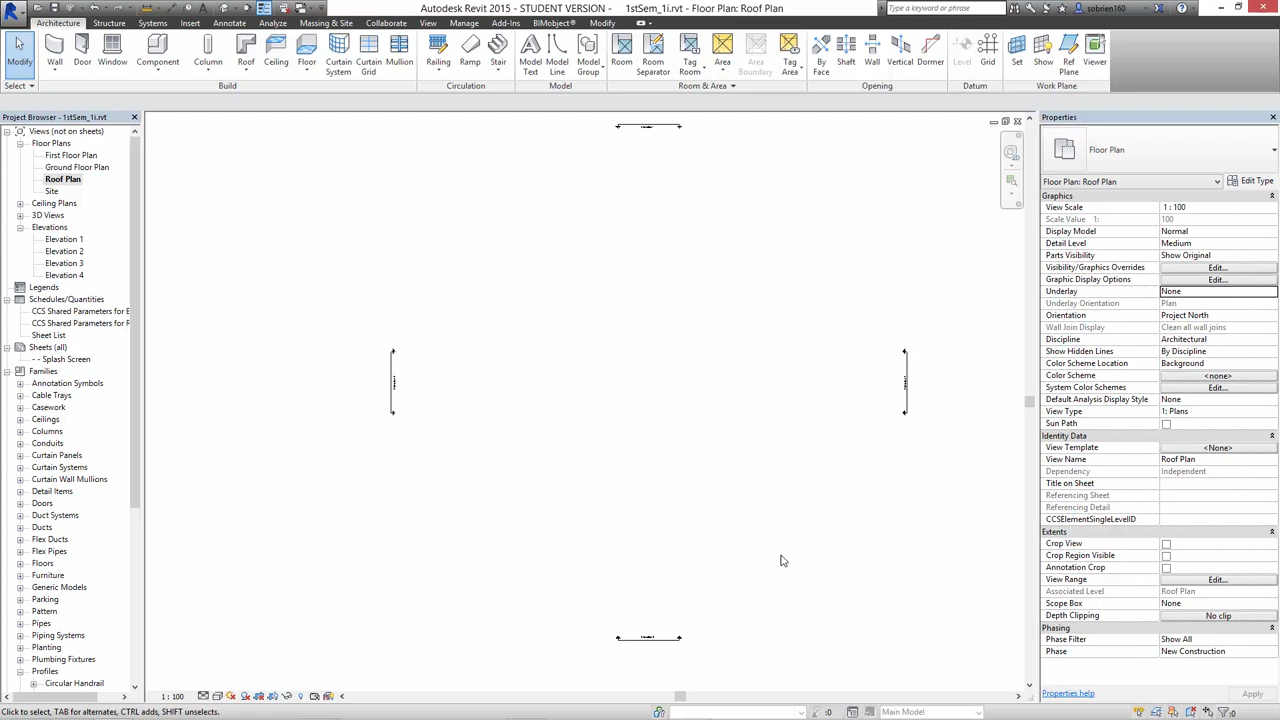 Autodesk Revit 2015 - STUDENT VERSION - 1stSem_1i.rvt - Floor Plan: Roof Plan
Type a keyword or phrase
sobrien160
Architecture Structure Systems Insert Annotate Analyze Massing & Site Collaborate View Manage Add-Ins BIMobject® Modify
Modify Wall Door Window Component Column Roof Ceiling Floor Curtain System Curtain Grid Mullion Railing Ramp Stair Model Text Model Line Model Group Room Room Separator Tag Room Area Area Boundary Tag Area By Face Shaft Wall Vertical Dormer Level Grid Set Show Ref Plane Viewer
Select Build Circulation Model Room & Area Opening Datum Work Plane
Project Browser - 1stSem_1i.rvt
Views (not on sheets)
Floor Plans
First Floor Plan
Ground Floor Plan
Roof Plan
Site
Ceiling Plans
3D Views
Elevations
Elevation 1
Elevation 2
Elevation 3
Elevation 4
Legends
Schedules/Quantities
CCS Shared Parameters for E
CCS Shared Parameters for F
Sheet List
Sheets (all)
- - Splash Screen
Families
Annotation Symbols
Cable Trays
Casework
Ceilings
Columns
Conduits
Curtain Panels
Curtain Systems
Curtain Wall Mullions
Detail Items
Doors
Duct Systems
Ducts
Flex Ducts
Flex Pipes
Floors
Furniture
Generic Models
Parking
Pattern
Pipes
Piping Systems
Planting
Plumbing Fixtures
Profiles
Circular Handrail
Properties
Floor Plan
Floor Plan: Roof Plan Edit Type
Graphics
View Scale 1 : 100
Scale Value 1: 100
Display Model Normal
Detail Level Medium
Parts Visibility Show Original
Visibility/Graphics Overrides Edit...
Graphic Display Options Edit...
Underlay None
Underlay Orientation Plan
Orientation Project North
Wall Join Display Clean all wall joins
Discipline Architectural
Show Hidden Lines By Discipline
Color Scheme Location Background
Color Scheme <none>
System Color Schemes Edit...
Default Analysis Display Style None
View Type 1: Plans
Sun Path
Identity Data
View Template <None>
View Name Roof Plan
Dependency Independent
Title on Sheet
Referencing Sheet
Referencing Detail
CCSElementSingleLevelID
Extents
Crop View
Crop Region Visible
Annotation Crop
View Range Edit...
Associated Level Roof Plan
Scope Box None
Depth Clipping No clip
Phasing
Phase Filter Show All
Phase New Construction
Properties help Apply
1 : 100
Click to select, TAB for alternates, CTRL adds, SHIFT unselects.
:0 Main Model :0